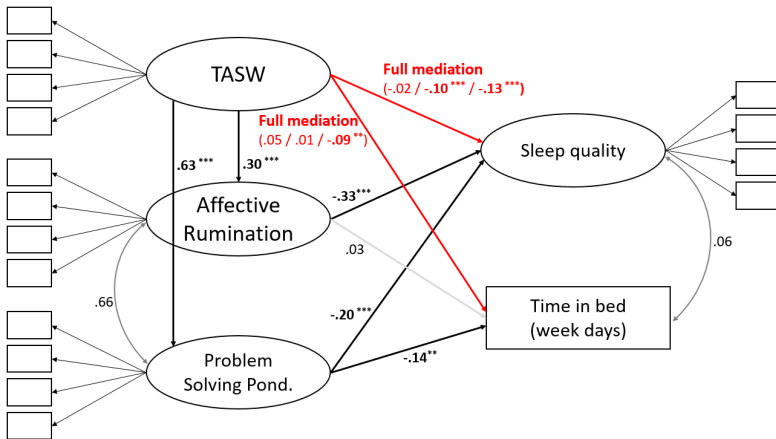 TASW
Full mediation
(-.02 / -.10 *** / -.13 ***)
Full mediation
(.05 / .01 / -.09 **)
Sleep quality
.63 ***
.30 ***
Affective
Rumination
-.33***
.03
.06
.66
-.20 ***
Time in bed
(week days)
Problem
Solving Pond.
-.14**